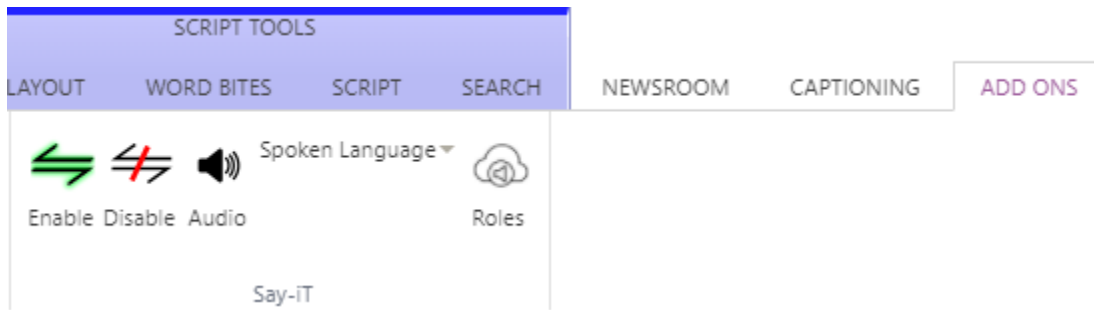 SCRIPT TOOLS
LAYOUT WORD BITES SCRIPT SEARCH NEWSROOM CAPTIONING ADD ONS
Spoken Language
Enable Disable Audio Roles
Say-iT